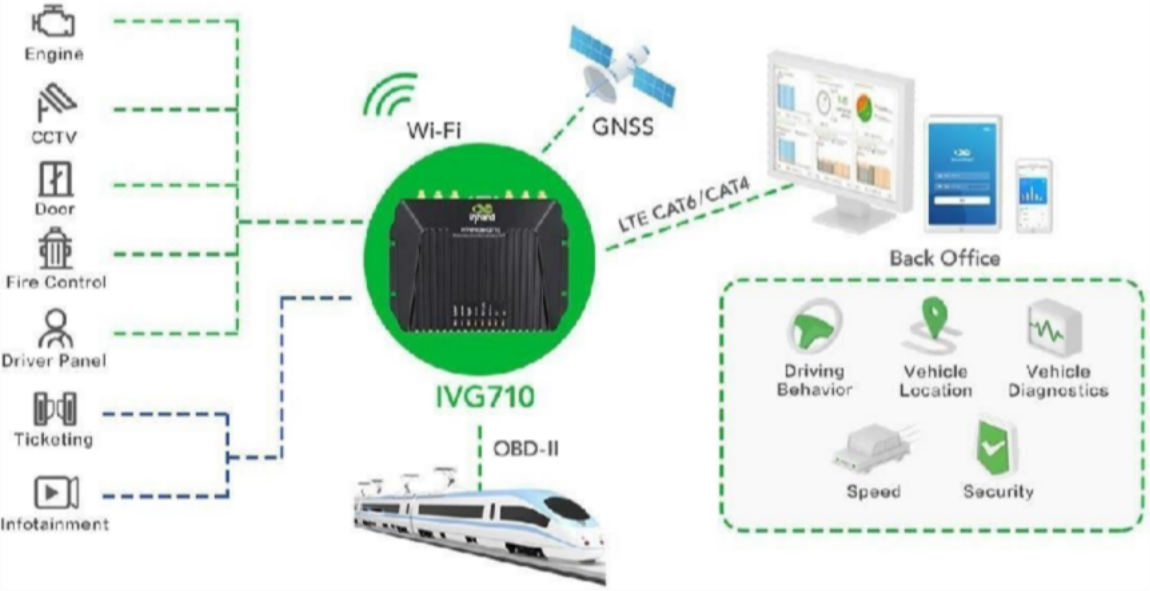 Engine
CCTV
Door
Fire Control
Driver Panel
Ticketing
Infotainment
Wi-Fi
GNSS
inhand
IVG710
OBD-II
LTE CAT6/CAT4
Back Office
Driving
Behavior
Vehicle
Location
Vehicle
Diagnostics
Speed
Security